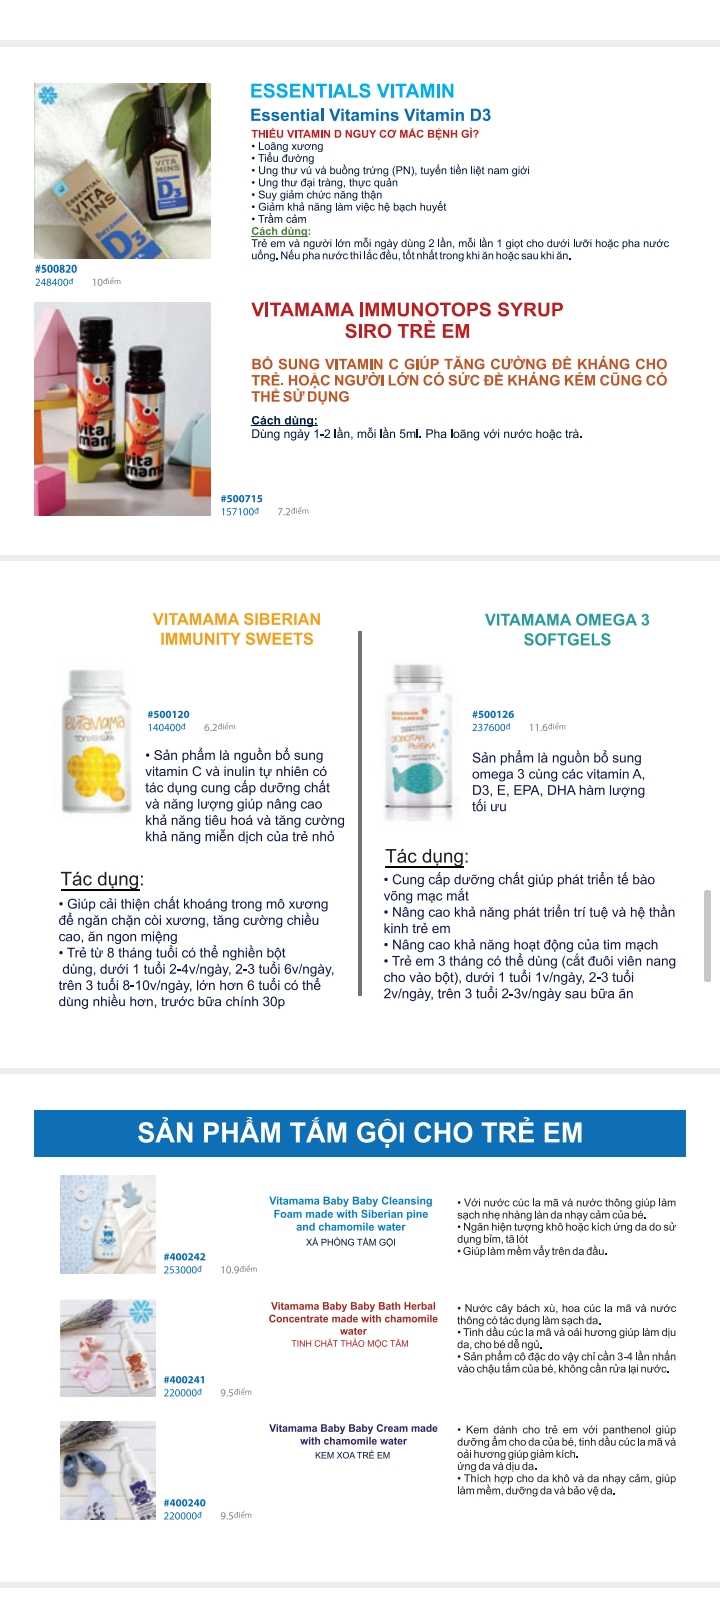 ESSENTIAL
VITA
MINS
D3
ESSENTIALS VITAMIN
Essential Vitamins Vitamin D3
THIẾU VITAMIN D NGUY CƠ MẮC BỆNH GÌ?
• Loãng xương
• Tiểu đường
• Ung thư vú và buồng trứng (PN), tuyến tiền liệt nam giới
• Ung thư đại tràng, thực quản
• Suy giảm chức năng thận
• Giảm khả năng làm việc hệ bạch huyết
• Trầm cảm
Cách dùng:
Trẻ em và người lớn mỗi ngày dùng 2 lần, mỗi lần 1 giọt cho dưới lưỡi hoặc pha nước
uống. Nếu pha nước thì lắc đều, tốt nhất trong khi ăn hoặc sau khi ăn.
#500820
248400đ 10điểm
VITAMAMA IMMUNOTOPS SYRUP
SIRO TRẺ EM
BỔ SUNG VITAMIN C GIÚP TĂNG CƯỜNG ĐỀ KHÁNG CHO
TRẺ. HOẶC NGƯỜI LỚN CÓ SỨC ĐỀ KHÁNG KÉM CŨNG CÓ
THỂ SỬ DỤNG
Cách dùng:
Dùng ngày 1-2 lần, mỗi lần 5ml. Pha loãng với nước hoặc trà.
vita
mam
vita
mama
#500715
157100đ 7.2điểm
VITAMAMA SIBERIAN
IMMUNITY SWEETS
ВИТАМАМА
#500120
140400đ 6.2điểm
• Sản phẩm là nguồn bổ sung
vitamin C và inulin tự nhiên có
tác dụng cung cấp dưỡng chất
và năng lượng giúp nâng cao
khả năng tiêu hoá và tăng cường
khả năng miễn dịch của trẻ nhỏ
Tác dụng:
• Giúp cải thiện chất khoáng trong mô xương
để ngăn chặn còi xương, tăng cường chiều
cao, ăn ngon miệng
• Trẻ từ 8 tháng tuổi có thể nghiền bột
dùng, dưới 1 tuổi 2-4v/ngày, 2-3 tuổi 6v/ngày,
trên 3 tuổi 8-10v/ngày, lớn hơn 6 tuổi có thể
dùng nhiều hơn, trước bữa chính 30p
VITAMAMA OMEGA 3
SOFTGELS
SIBERIAN
WELLNESS
ЗОЛОТАЯ
РЫБКА
#500126
237600đ 11.6điểm
Sản phẩm là nguồn bổ sung
omega 3 cùng các vitamin A,
D3, E, EPA, DHA hàm lượng
tối ưu
Tác dụng:
• Cung cấp dưỡng chất giúp phát triển tế bào
võng mạc mắt
• Nâng cao khả năng phát triển trí tuệ và hệ thần
kinh trẻ em
• Nâng cao khả năng hoạt động của tim mạch
• Trẻ em 3 tháng có thể dùng (cắt đuôi viên nang
cho vào bột), dưới 1 tuổi 1v/ngày, 2-3 tuổi
2v/ngày, trên 3 tuổi 2-3v/ngày sau bữa ăn
SẢN PHẨM TẮM GỘI CHO TRẺ EM
#400242
253000đ 10.9điểm
Vitamama Baby Baby Cleansing
Foam made with Siberian pine
and chamomile water
XÀ PHÒNG TẮM GỘI
• Với nước cúc la mã và nước thông giúp làm
sạch nhẹ nhàng làn da nhạy cảm của bé.
• Ngăn hiện tượng khô hoặc kích ứng da do sử
dụng bỉm, tã lót
• Giúp làm mềm vẩy trên da đầu.
#400241
220000đ 9.5điểm
Vitamama Baby Baby Bath Herbal
Concentrate made with chamomile
water
TINH CHẤT THẢO MỘC TẮM
• Nước cây bách xù, hoa cúc la mã và nước
thông có tác dụng làm sạch da.
• Tinh dầu cúc la mã và oải hương giúp làm dịu
da, cho bé dễ ngủ.
• Sản phẩm cô đặc do vậy chỉ cần 3-4 lần nhấn
vào chậu tắm của bé, không cần rửa lại nước.
#400240
220000đ 9.5điểm
Vitamama Baby Baby Cream made
with chamomile water
KEM XOA TRẺ EM
• Kem dành cho trẻ em với panthenol giúp
dưỡng ẩm cho da của bé, tinh dầu cúc la mã và
oải hương giúp giảm kích.
ứng da và dịu da.
• Thích hợp cho da khô và da nhạy cảm, giúp
làm mềm, dưỡng da và bảo vệ da.